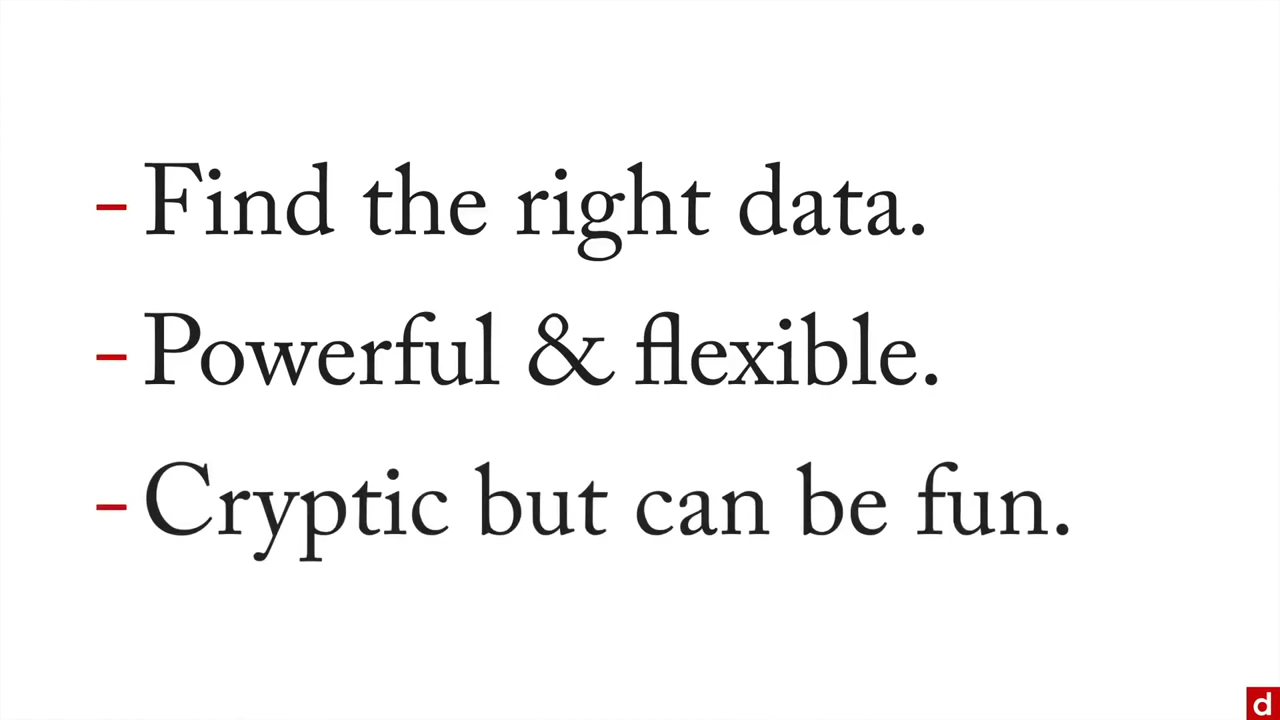 - Find the right data.
- Powerful & flexible.
- Cryptic but can be fun.
d